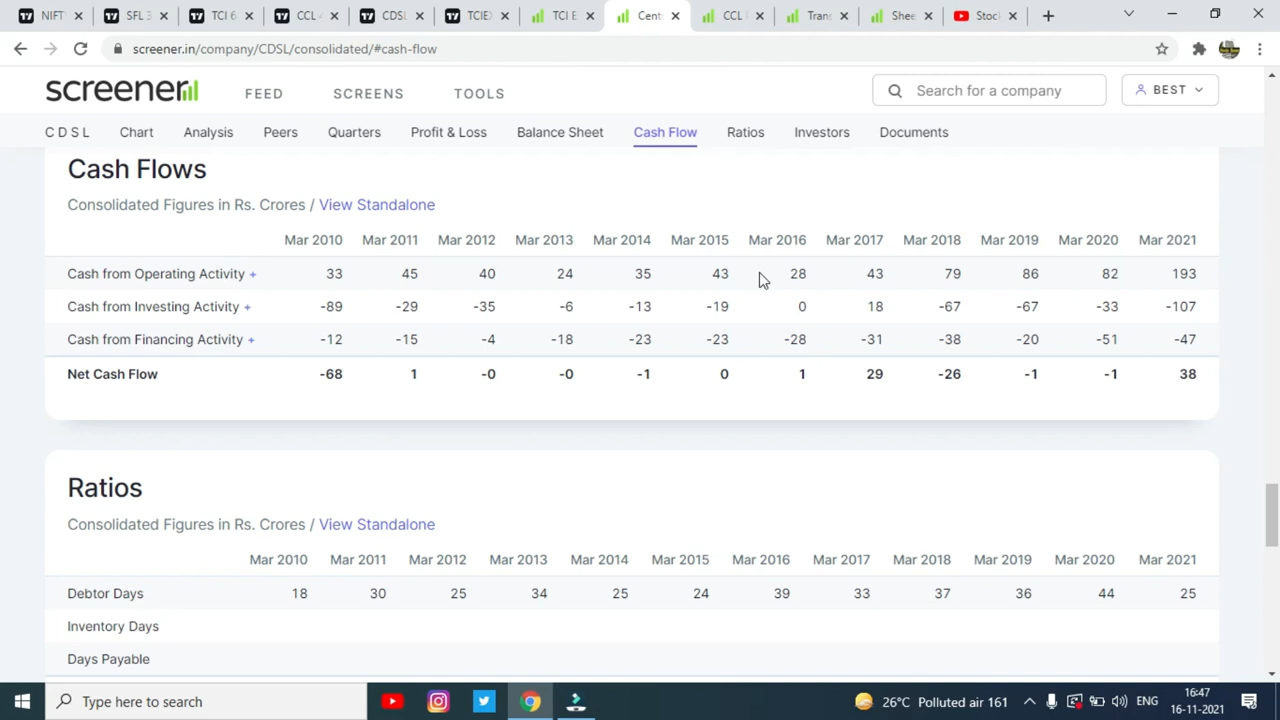 NIFT
SFL 3
TCI 6
CCL
CDSL
TCIEX
TCI E
Cent
CCL
Trans
Shee
Stoc
screener.in/company/CDSL/consolidated/#cash-flow
screener FEED SCREENS TOOLS Search for a company BEST
C D S L Chart Analysis Peers Quarters Profit & Loss Balance Sheet Cash Flow Ratios Investors Documents
Cash Flows
Consolidated Figures in Rs. Crores / View Standalone
Mar 2010 Mar 2011 Mar 2012 Mar 2013 Mar 2014 Mar 2015 Mar 2016 Mar 2017 Mar 2018 Mar 2019 Mar 2020 Mar 2021
Cash from Operating Activity + 33 45 40 24 35 43 28 43 79 86 82 193
Cash from Investing Activity + -89 -29 -35 -6 -13 -19 0 18 -67 -67 -33 -107
Cash from Financing Activity + -12 -15 -4 -18 -23 -23 -28 -31 -38 -20 -51 -47
Net Cash Flow -68 1 -0 -0 -1 0 1 29 -26 -1 -1 38
Ratios
Consolidated Figures in Rs. Crores / View Standalone
Mar 2010 Mar 2011 Mar 2012 Mar 2013 Mar 2014 Mar 2015 Mar 2016 Mar 2017 Mar 2018 Mar 2019 Mar 2020 Mar 2021
Debtor Days 18 30 25 34 25 24 39 33 37 36 44 25
Inventory Days
Days Payable
Type here to search 26°C Polluted air 161 ENG 16:47
16-11-2021